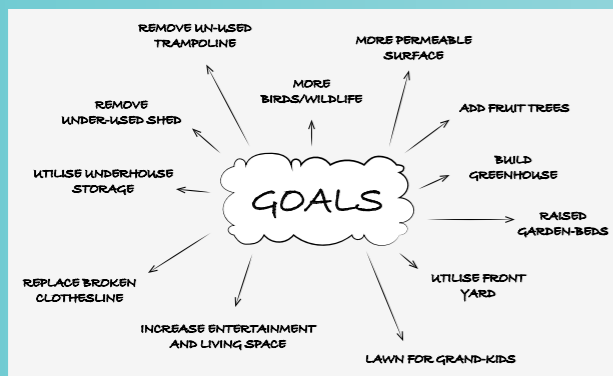 REMOVE UN-USED
TRAMPOLINE
MORE PERMEABLE
SURFACE
MORE
BIRDS/WILDLIFE
REMOVE
UNDER-USED SHED
ADD FRUIT TREES
UTILISE UNDERHOUSE
STORAGE
BUILD
GREENHOUSE
GOALS
RAISED
GARDEN-BEDS
REPLACE BROKEN
CLOTHESLINE
UTILISE FRONT
YARD
INCREASE ENTERTAINMENT
AND LIVING SPACE
LAWN FOR GRAND-KIDS